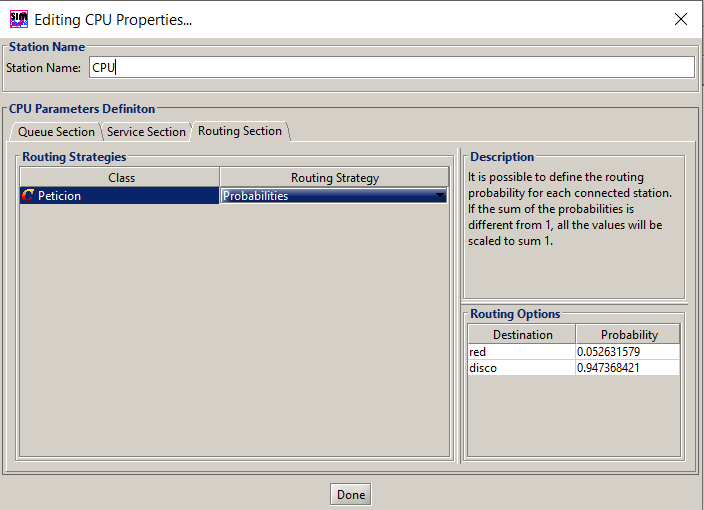 SIM
Editing CPU Properties...
Station Name
Station Name: CPU
CPU Parameters Definiton
Queue Section Service Section Routing Section
Routing Strategies
Class Routing Strategy
Peticion Probabilities
Description
It is possible to define the routing
probability for each connected station.
If the sum of the probabilities is
different from 1, all the values will be
scaled to sum 1.
Routing Options
Destination Probability
red 0.052631579
disco 0.947368421
Done